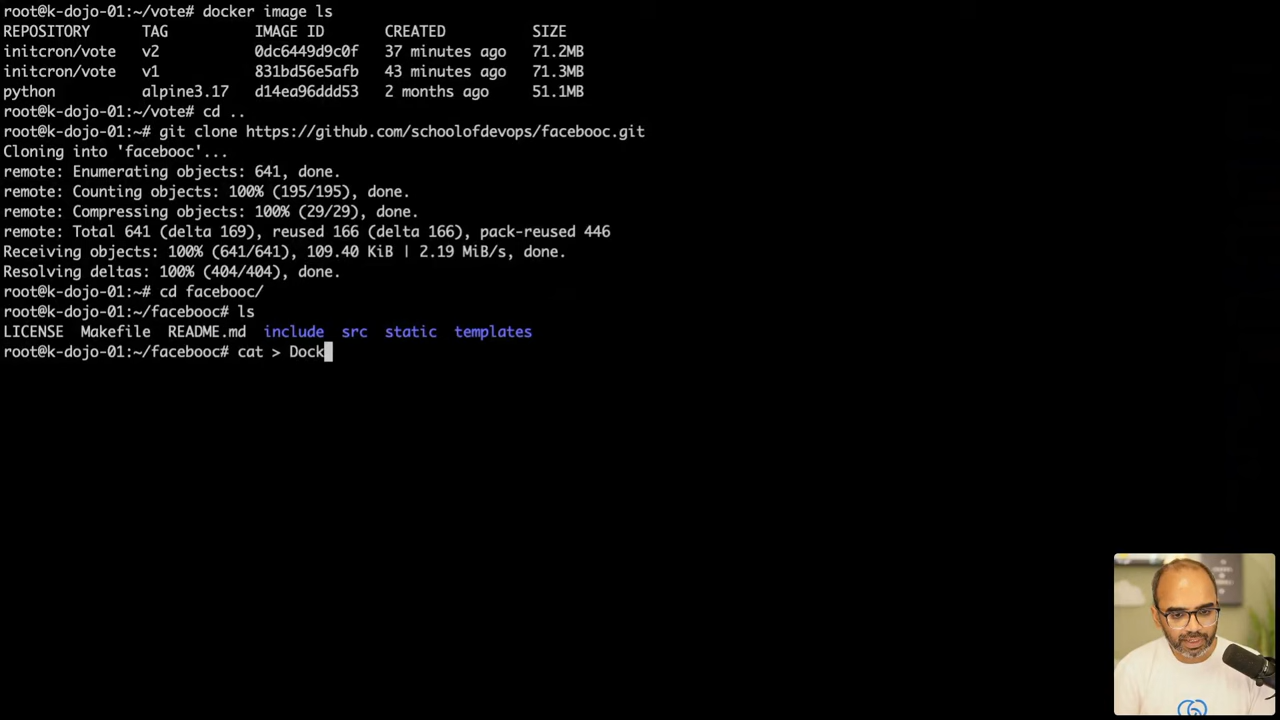 root@k-dojo-01:~/vote# docker image ls
REPOSITORY TAG IMAGE ID CREATED SIZE
initcron/vote v2 0dc6449d9c0f 37 minutes ago 71.2MB
initcron/vote v1 831bd56e5afb 43 minutes ago 71.3MB
python alpine3.17 d14ea96ddd53 2 months ago 51.1MB
root@k-dojo-01:~/vote# cd ..
root@k-dojo-01:~# git clone https://github.com/schoolofdevops/facebooc.git
Cloning into 'facebooc'...
remote: Enumerating objects: 641, done.
remote: Counting objects: 100% (195/195), done.
remote: Compressing objects: 100% (29/29), done.
remote: Total 641 (delta 169), reused 166 (delta 166), pack-reused 446
Receiving objects: 100% (641/641), 109.40 KiB | 2.19 MiB/s, done.
Resolving deltas: 100% (404/404), done.
root@k-dojo-01:~# cd facebooc/
root@k-dojo-01:~/facebooc# ls
LICENSE Makefile README.md include src static templates
root@k-dojo-01:~/facebooc# cat > Dock